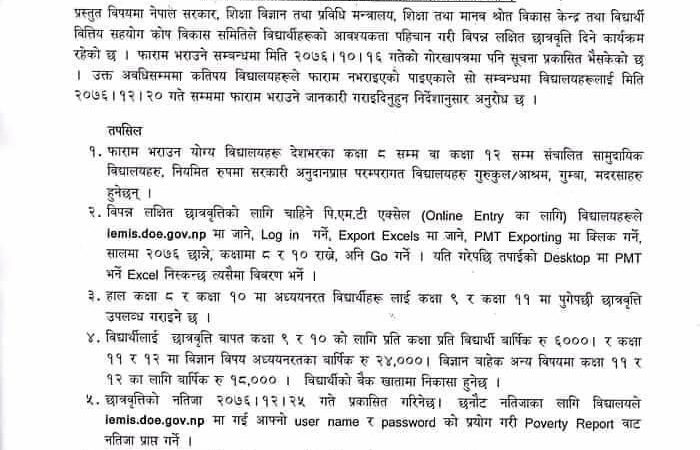 प्रस्तुत विषयमा नेपाल सरकार, शिक्षा विज्ञान तथा प्रविधि मन्त्रालय, शिक्षा तथा मानव श्रोत विकास केन्द्र तथा विद्यार्थी
बित्तिय सहयोग कोष विकास समितिले विद्यार्थीहरूको आवश्यकता पहिचान गरी बिपन्न लक्षित छात्रवृत्ति दिने कार्यक्रम
रहेको छ । फाराम भराउने सम्बन्धमा मिति २०७६।१०।१६ गतेको गोरखापत्रमा पनि सूचना प्रकासित भैसकेको छ
। उक्त अवधिसम्ममा कतिपय विद्यालयहरूले फाराम नभराइएको पाइएकाले सो सम्बन्धमा विद्यालयहरूलाई मिति
२०७६।१२।२० गते सम्ममा फाराम भराउने जानकारी गराइदिनुहुन निर्देशानुसार अनुरोध छ ।
तपसिल
१. फाराम भराउन योग्य विद्यालयहरू देशभरका कक्षा ८ सम्म वा कक्षा १२ सम्म संचालित सामुदायिक
विद्यालयहरु, नियमित रुपमा सरकारी अनुदानप्राप्त परम्परागत विद्यालयहरु गुरुकुल/आश्रम, गुम्बा, मदरसाहरु
हुनेछन् ।
२. बिपन्न लक्षित छात्रवृत्तिको लागि चाहिने पि.एम.टी एक्सेल (Online Entry का लागि) विद्यालयहरूले
iemis.doe.gov.np मा जाने, Log in गर्ने, Export Excels मा जाने, PMT Exporting मा क्लिक गर्ने,
सालमा २०७६ छान्ने, कक्षामा ८ र १० राख्ने, अनि Go गर्ने । यति गरेपछि तपाईको Desktop मा PMT
भर्ने Excel निस्कन्छ त्यसैमा विवरण भर्ने ।
३. हाल कक्षा ८ र कक्षा १० मा अध्ययनरत विद्यार्थीहरू लाई कक्षा ९ र कक्षा ११ मा पुगेपछी छात्रवृत्ति
उपलब्ध गराइने छ ।
४. विद्यार्थीलाई छात्रवृत्ति बापत कक्षा ९ र १० को लागि प्रति कक्षा प्रति विद्यार्थी बार्षिक रु ६०००। र कक्षा
११ र १२ मा विज्ञान विषय अध्ययनरतका बार्षिक रु २४,०००। विज्ञान बाहेक अन्य विषयमा कक्षा ११ र
१२ का लागि बार्षिक रु १८,००० । विद्यार्थीको बैंक खातामा निकासा हुनेछ ।
५. छात्रवृत्तिको नतिजा २०७६।१२।२५ गते प्रकासित गरिनेछ। छनौट नतिजाका लागि विद्यालयले
iemis.doe.gov.np मा गई आफ्नो user name र password को प्रयोग गरी Poverty Report वाट
नतिजा प्राप्त गर्ने ।